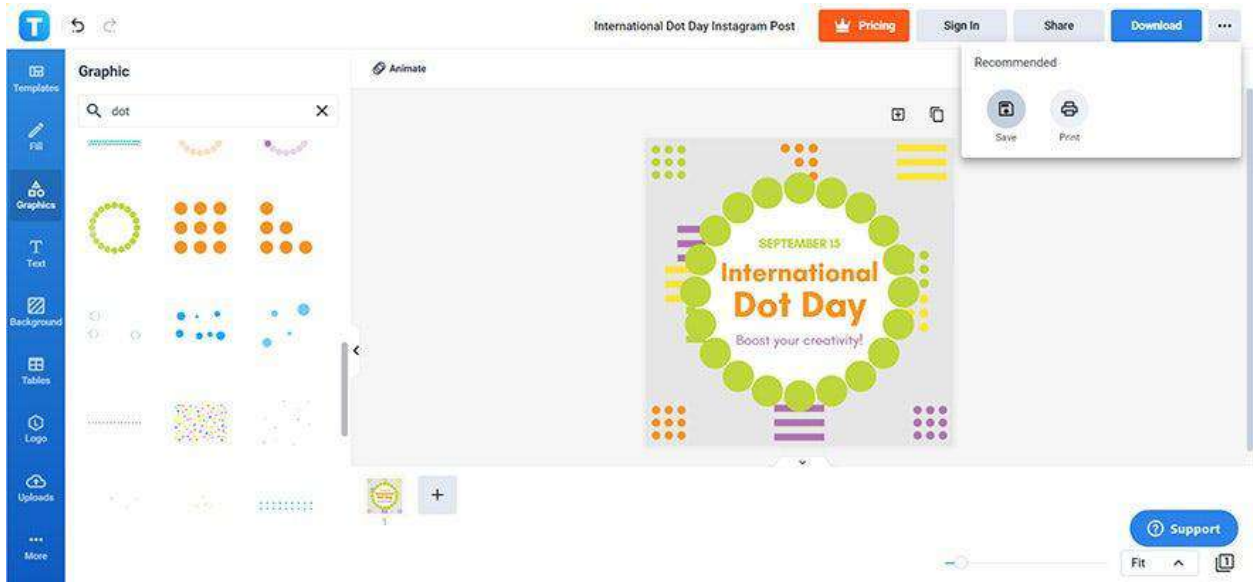 T
International Dot Day Instagram Post
Pricing
Sign In
Share
Download
Templates
Fill
Graphics
Text
Background
Tables
Logo
Uploads
More
Graphic
dot
Animate
Recommended
Save
Print
SEPTEMBER 15
International
Dot Day
Boost your creativity!
1
Support
Fit
1